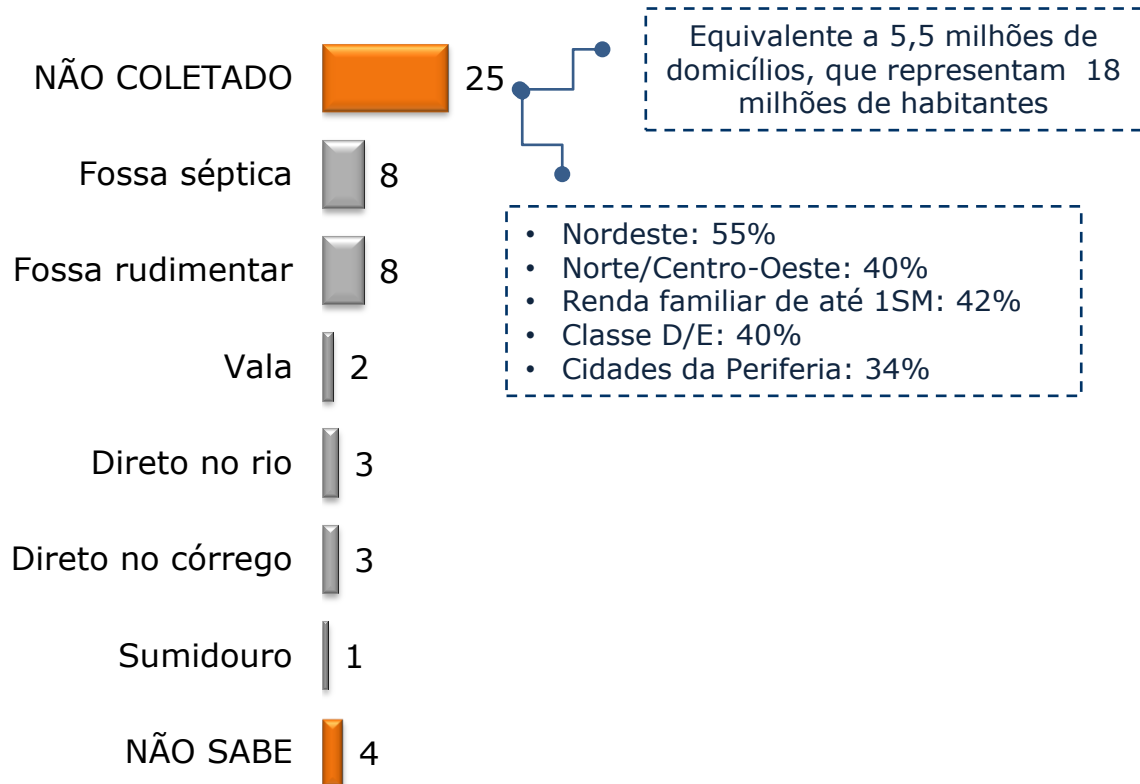 NÃO COLETADO 25
Equivalente a 5,5 milhões de
domicílios, que representam 18
milhões de habitantes
Fossa séptica 8
Fossa rudimentar 8
• Nordeste: 55%
• Norte/Centro-Oeste: 40%
• Renda familiar de até 1SM: 42%
• Classe D/E: 40%
• Cidades da Periferia: 34%
Vala 2
Direto no rio 3
Direto no córrego 3
Sumidouro 1
NÃO SABE 4